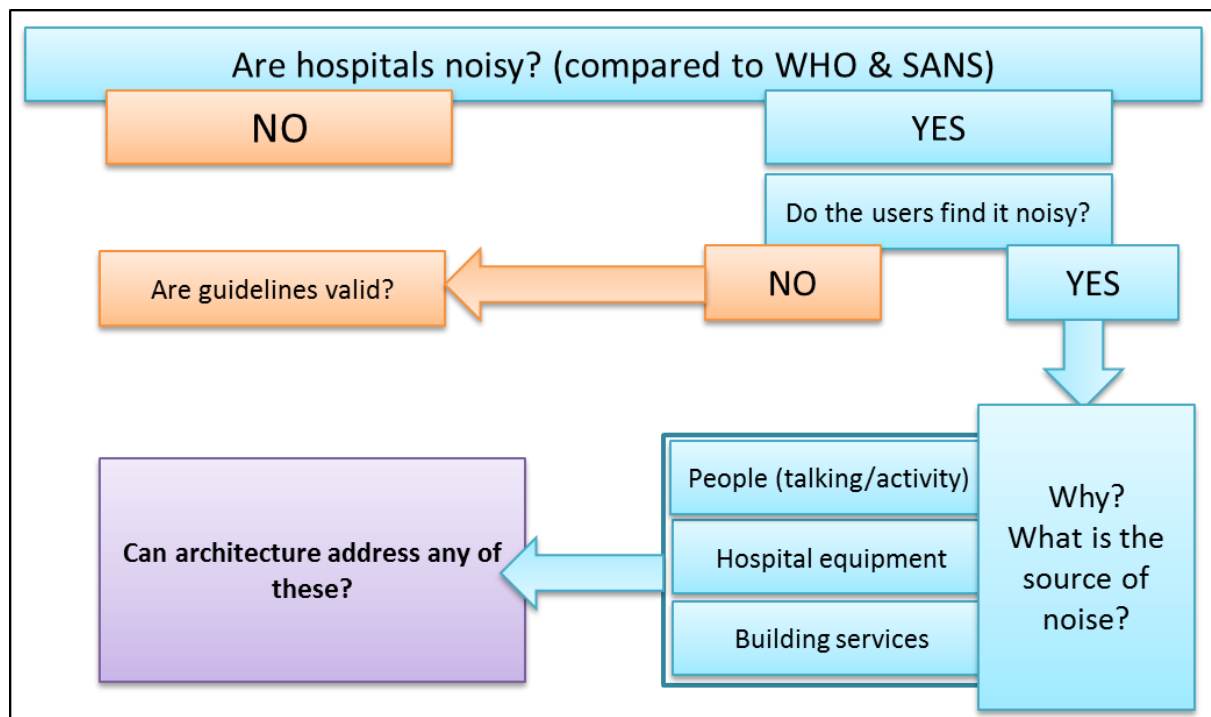 Are hospitals noisy? (compared to WHO & SANS)
NO
YES
Do the users find it noisy?
NO
YES
Are guidelines valid?
Why?
What is the
source of
noise?
People (talking/activity)
Hospital equipment
Building services
Can architecture address any of
these?